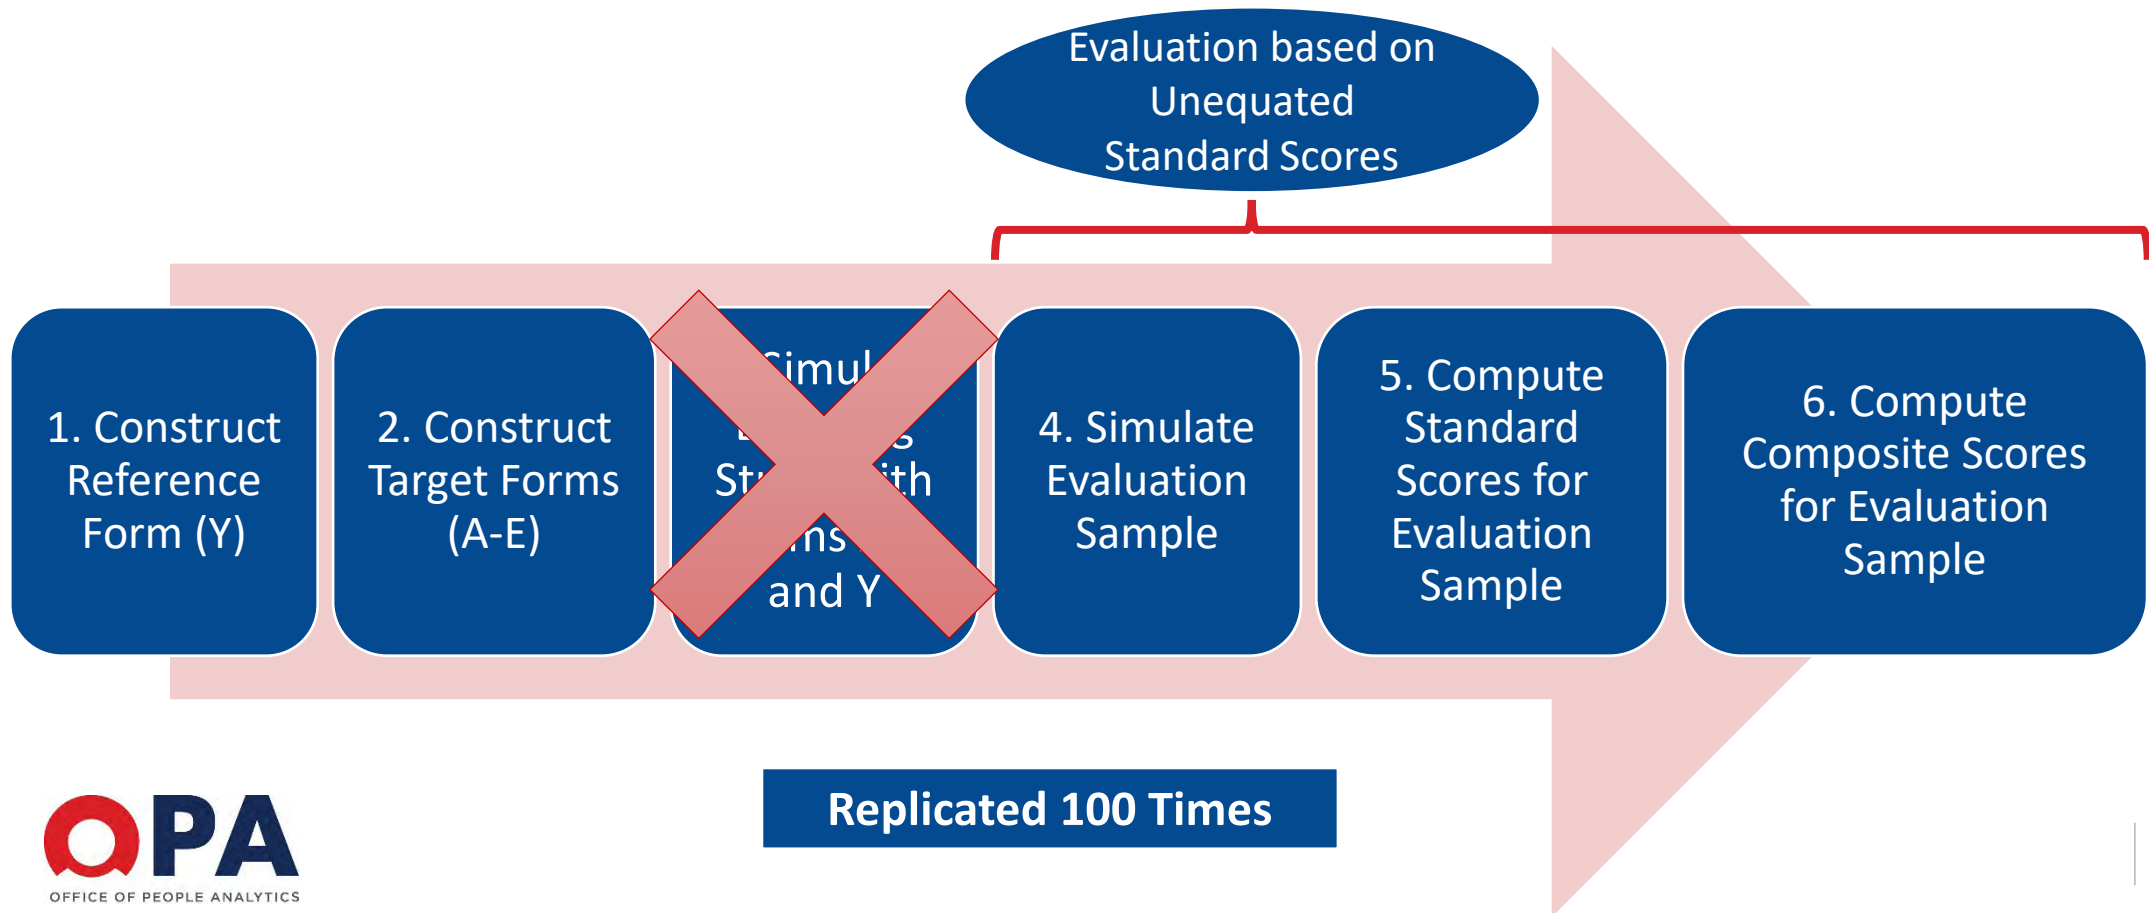 Evaluation based on
Unequated
Standard Scores
1. Construct
Reference
Form (Y)
2. Construct
Target Forms
(A-E)
and Y
4. Simulate
Evaluation
Sample
5. Compute
Standard
Scores for
Evaluation
Sample
6. Compute
Composite Scores
for Evaluation
Sample
Replicated 100 Times
OPA
OFFICE OF PEOPLE ANALYTICS